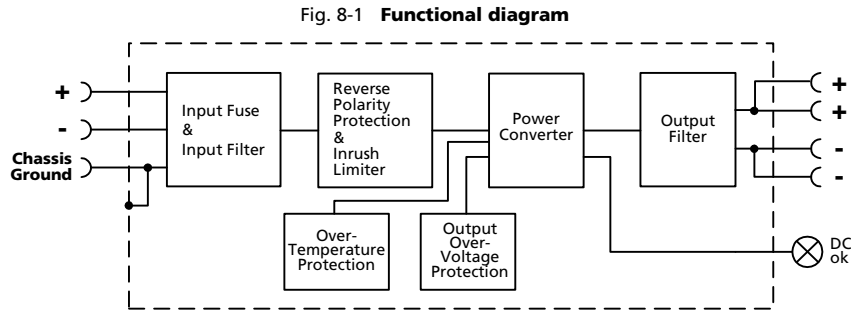 Fig. 8-1 Functional diagram
+
-
Chassis
Ground
Input Fuse
&
Input Filter
Reverse
Polarity
Protection
&
Inrush
Limiter
Power
Converter
Output
Filter
+
+
-
-
Over-
Temperature
Protection
Output
Over-
Voltage
Protection
DC
ok